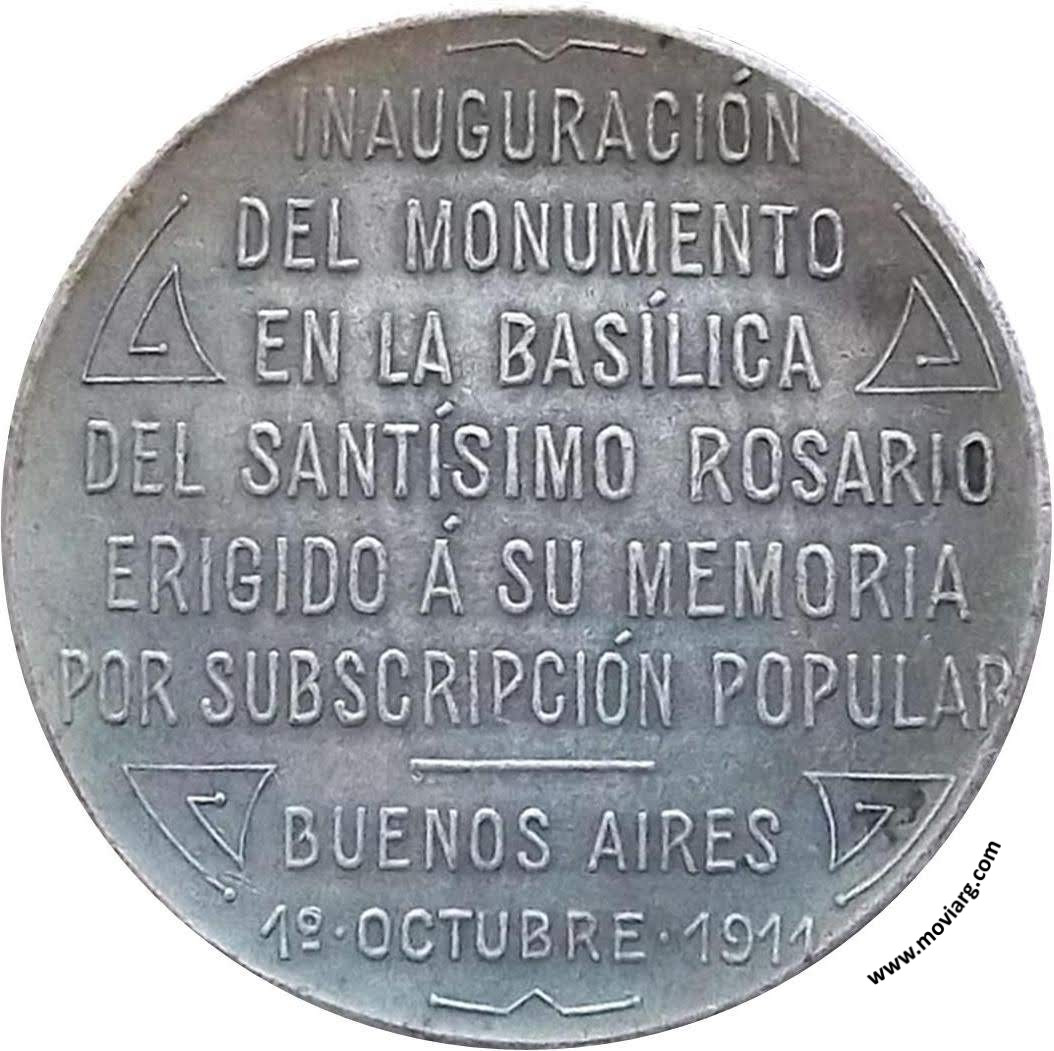 INAUGURACIÓN
DEL MONUMENTO
EN LA BASÍLICA
DEL SANTÍSIMO ROSARIO
ERIGIDO Á SU MEMORIA
POR SUBSCRIPCIÓN POPULAR
BUENOS AIRES
1º·OCTUBRE·1911
www.moviarg.com